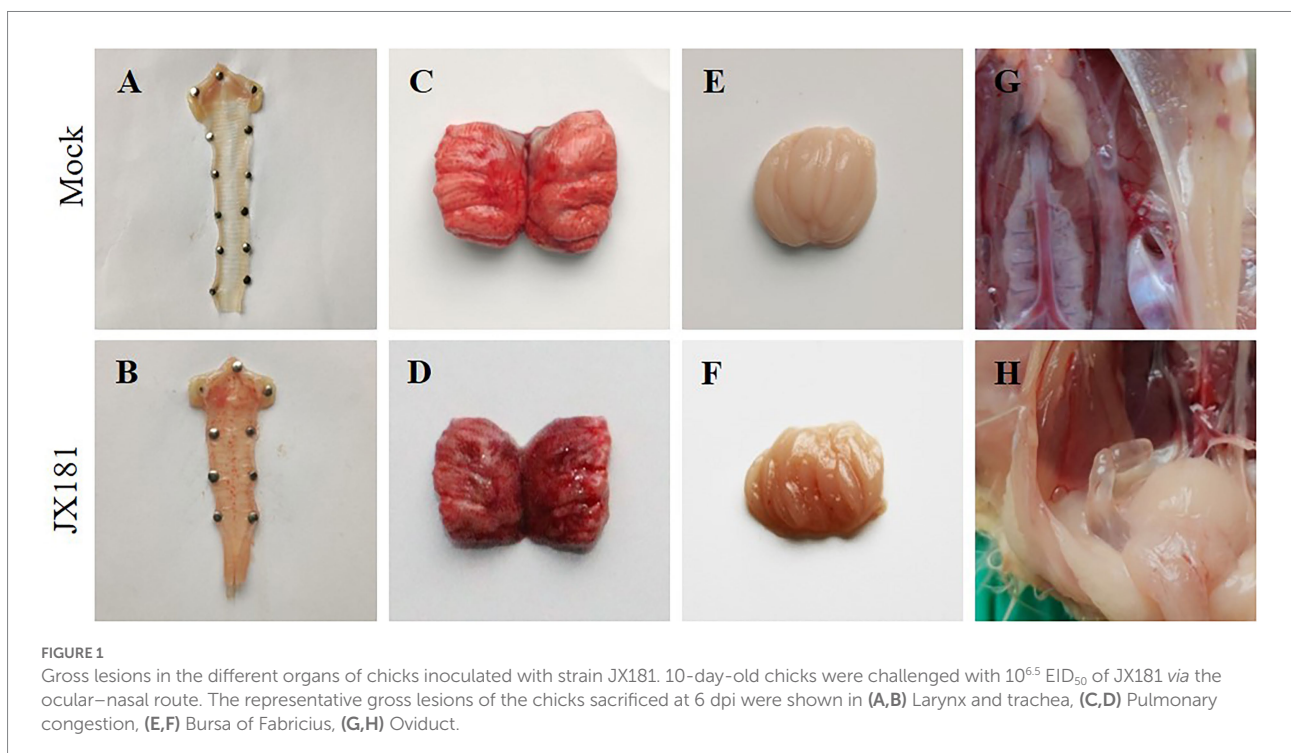 A
C
E
G
Mock
B
D
F
H
JX181
FIGURE 1
Gross lesions in the different organs of chicks inoculated with strain JX181. 10-day-old chicks were challenged with 10^6.5 EID50 of JX181 via the
ocular–nasal route. The representative gross lesions of the chicks sacrificed at 6 dpi were shown in (A,B) Larynx and trachea, (C,D) Pulmonary
congestion, (E,F) Bursa of Fabricius, (G,H) Oviduct.